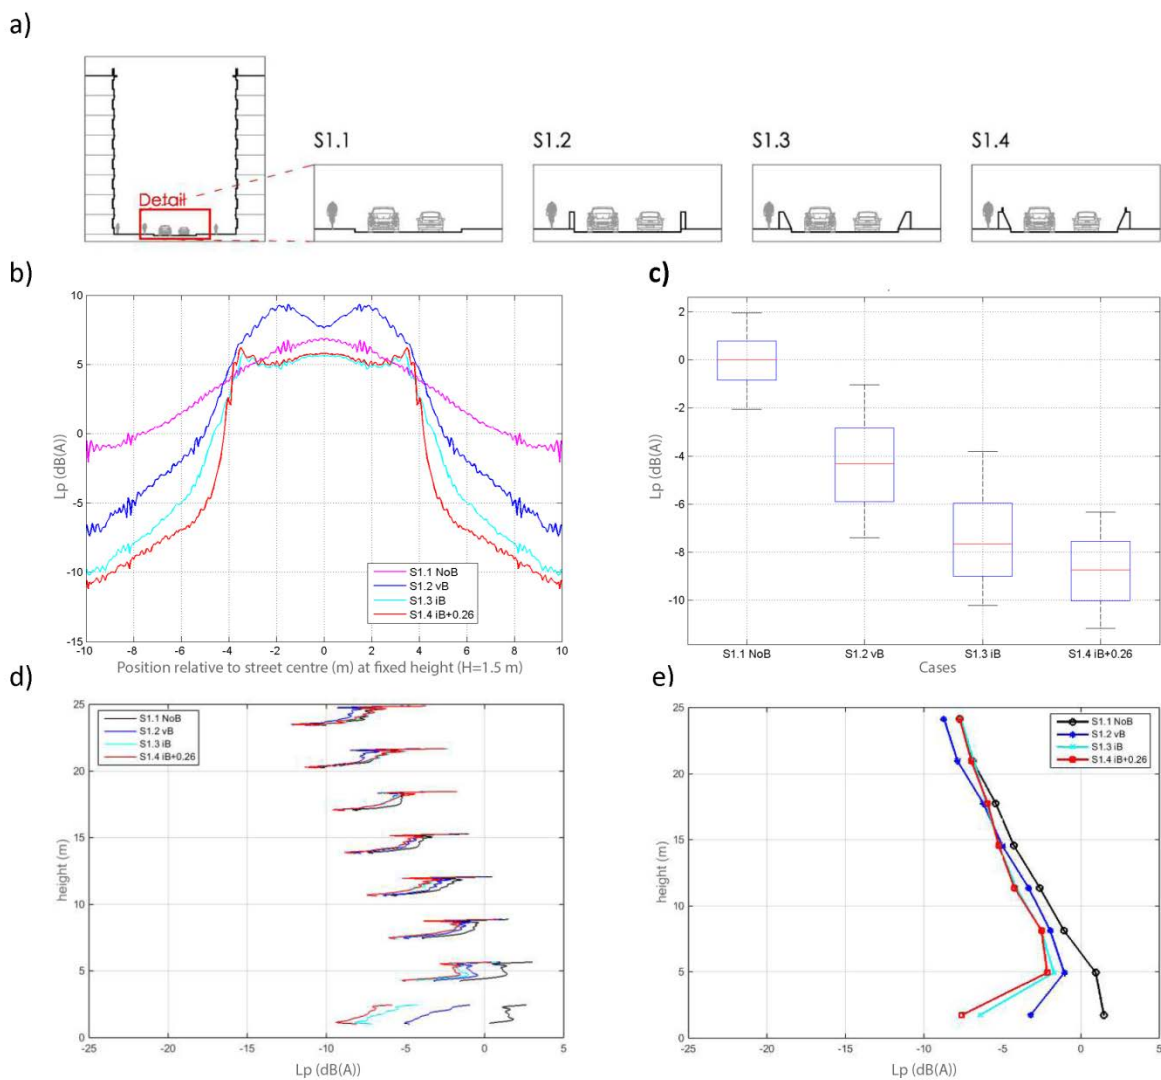 a)
S1.1
S1.2
S1.3
S1.4
Detail
b)
10
5
0
-5
-10
-15
Lp (dB(A))
-10
-8
-6
-4
-2
0
2
4
6
8
10
Position relative to street centre (m) at fixed height (H=1.5 m)
S1.1 NoB
S1.2 vB
S1.3 iB
S1.4 iB+0.26
c)
2
0
-2
-4
-6
-8
-10
Lp (dB(A))
S1.1 NoB
S1.2 vB
S1.3 iB
S1.4 iB+0.26
Cases
d)
25
20
15
10
5
0
height (m)
S1.1 NoB
S1.2 vB
S1.3 iB
S1.4 iB+0.26
-25
-20
-15
-10
-5
0
5
Lp (dB(A))
e)
25
20
15
10
5
0
height (m)
S1.1 NoB
S1.2 vB
S1.3 iB
S1.4 iB+0.26
-25
-20
-15
-10
-5
0
5
Lp (dB(A))